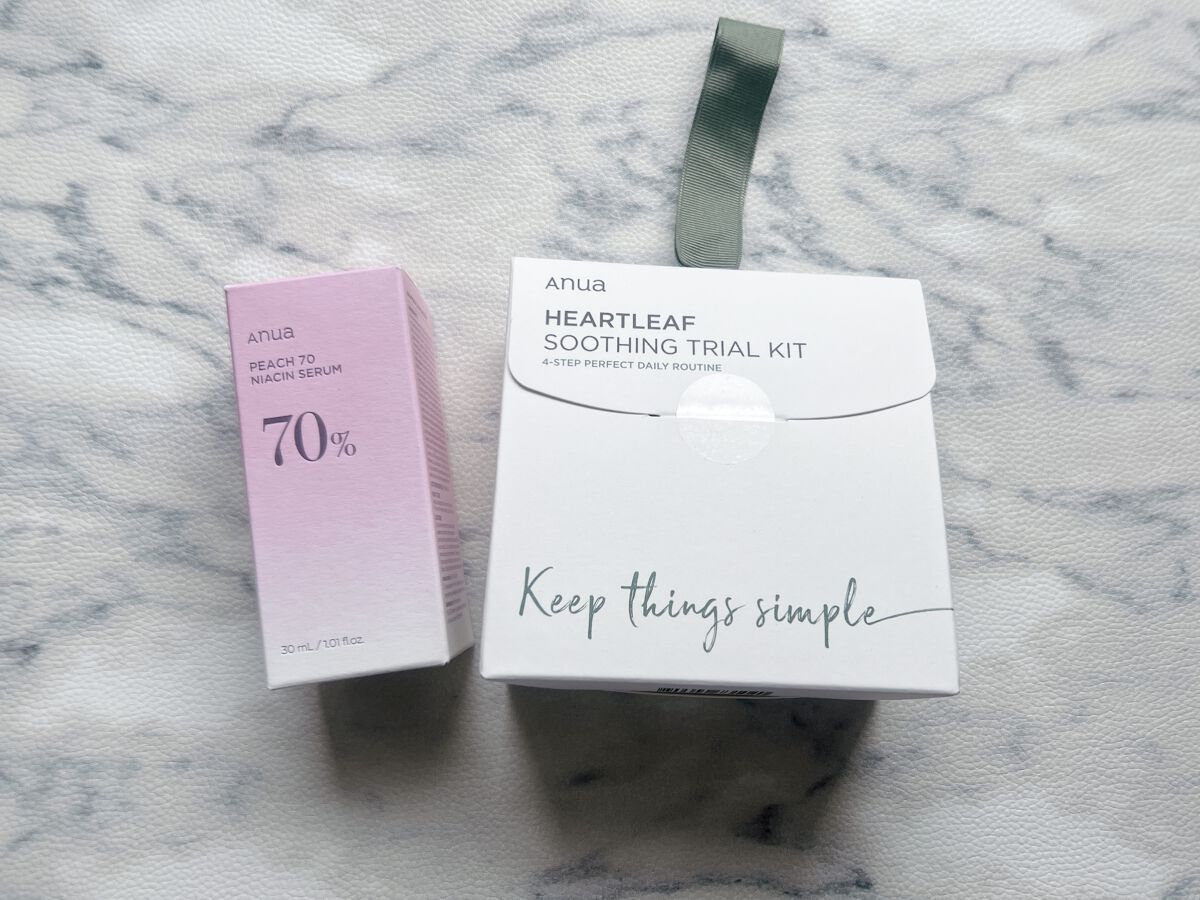 Anua
PEACH 70
NIACIN SERUM
70%
30 mL / 1.01 fl.oz.
Anua
HEARTLEAF
SOOTHING TRIAL KIT
4-STEP PERFECT DAILY ROUTINE
Keep things simple